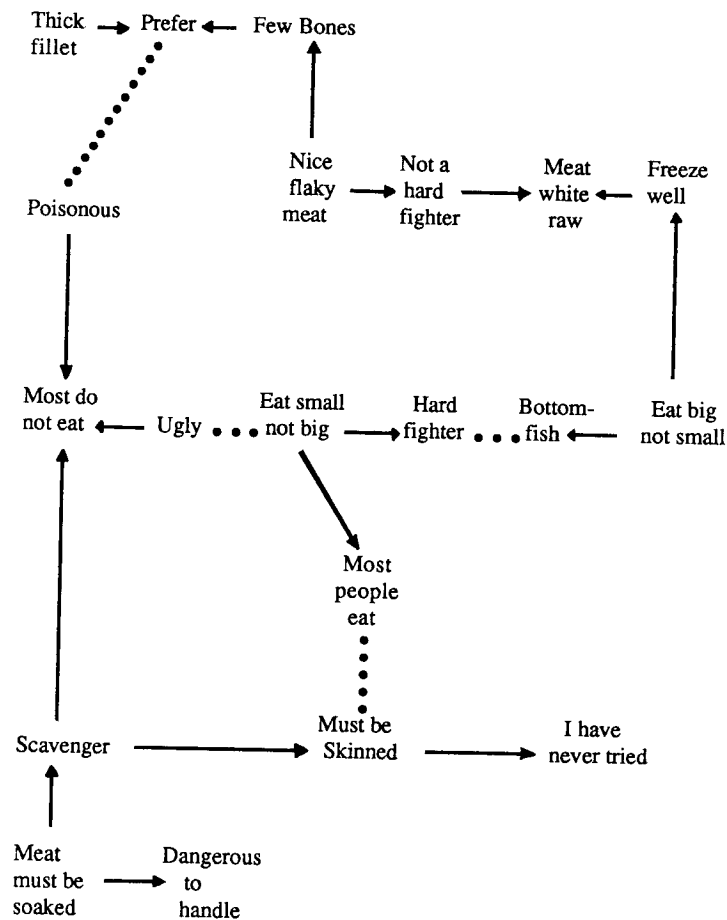 Thick
fillet
Prefer
Few Bones
Nice
flaky
meat
Not a
hard
fighter
Meat
white
raw
Freeze
well
Poisonous
Most do
not eat
Ugly
Eat small
not big
Hard
fighter
Bottom-
fish
Eat big
not small
Most
people
eat
Scavenger
Must be
Skinned
I have
never tried
Meat
must be
soaked
Dangerous
to
handle